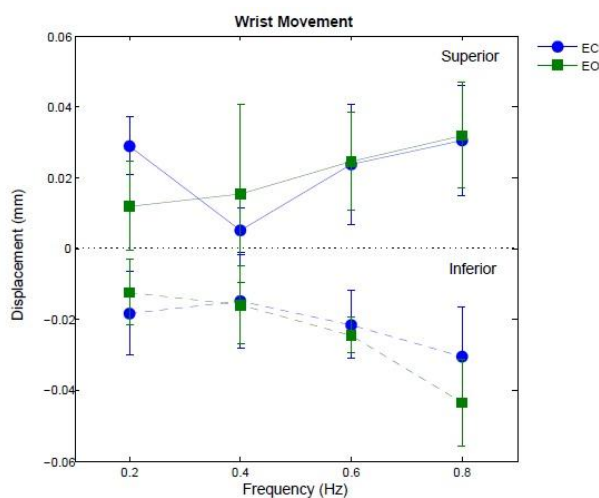 Wrist Movement
EC
EO
Superior
Inferior
0.06
0.04
0.02
0
−0.02
−0.04
−0.06
Displacement (mm)
0.2 0.4 0.6 0.8
Frequency (Hz)